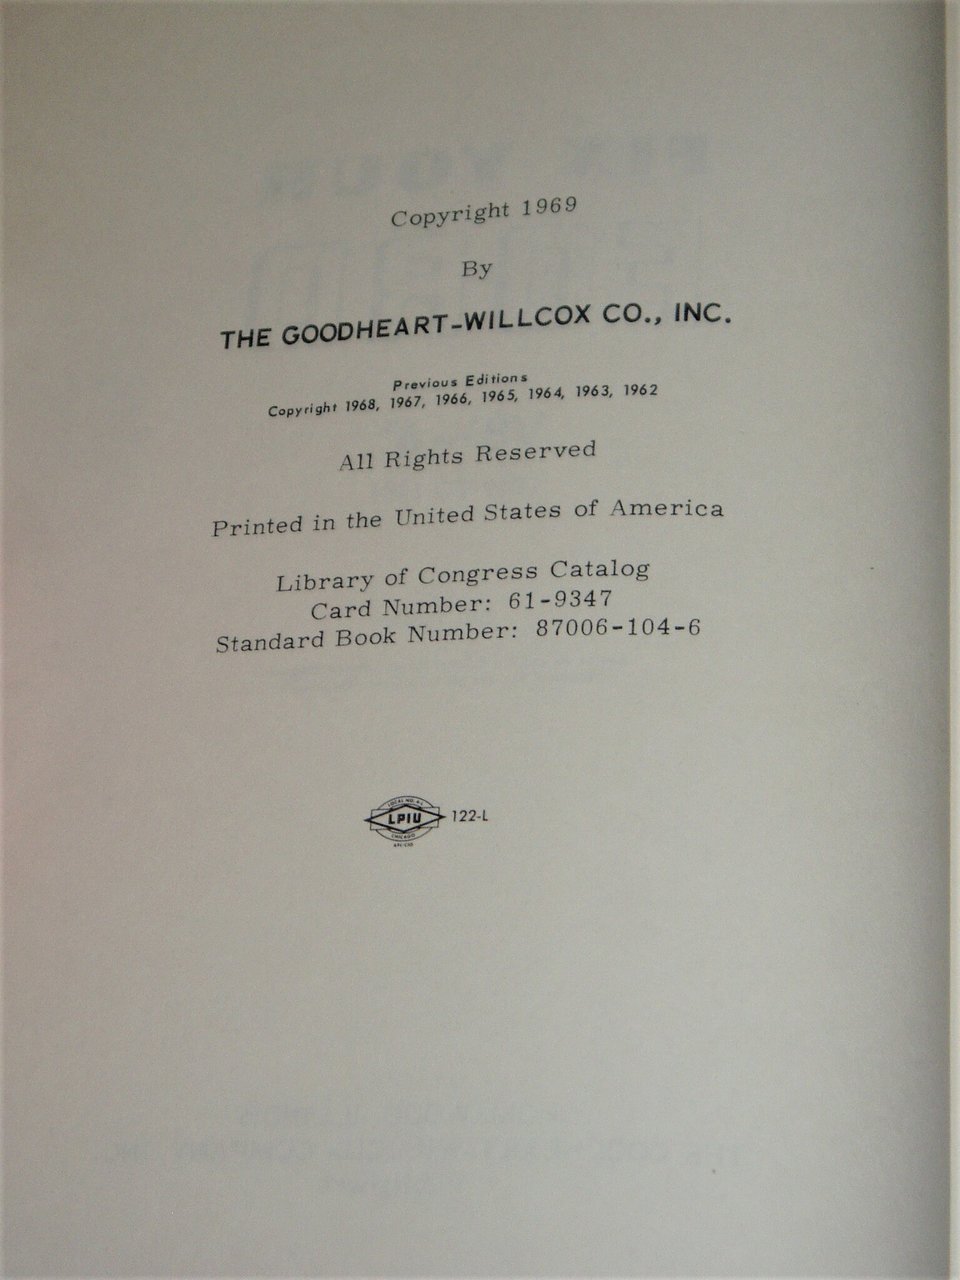 Copyright 1969
By
THE GOODHEART-WILLCOX CO., INC.
Previous Editions
Copyright 1968, 1967, 1966, 1965, 1964, 1963, 1962
All Rights Reserved
Printed in the United States of America
Library of Congress Catalog
Card Number: 61-9347
Standard Book Number: 87006-104-6
LOCAL NO.
LPIU 122-L
CHICAGO